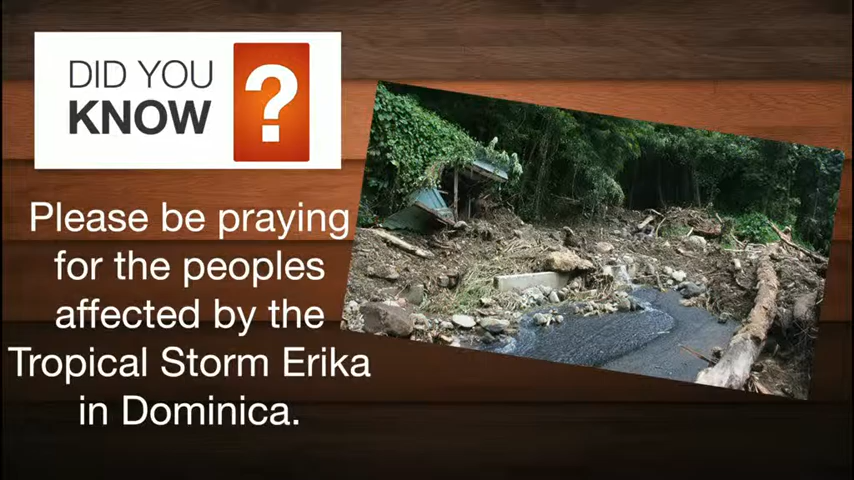 DID YOU
KNOW
?
Please be praying
for the peoples
affected by the
Tropical Storm Erika
in Dominica.